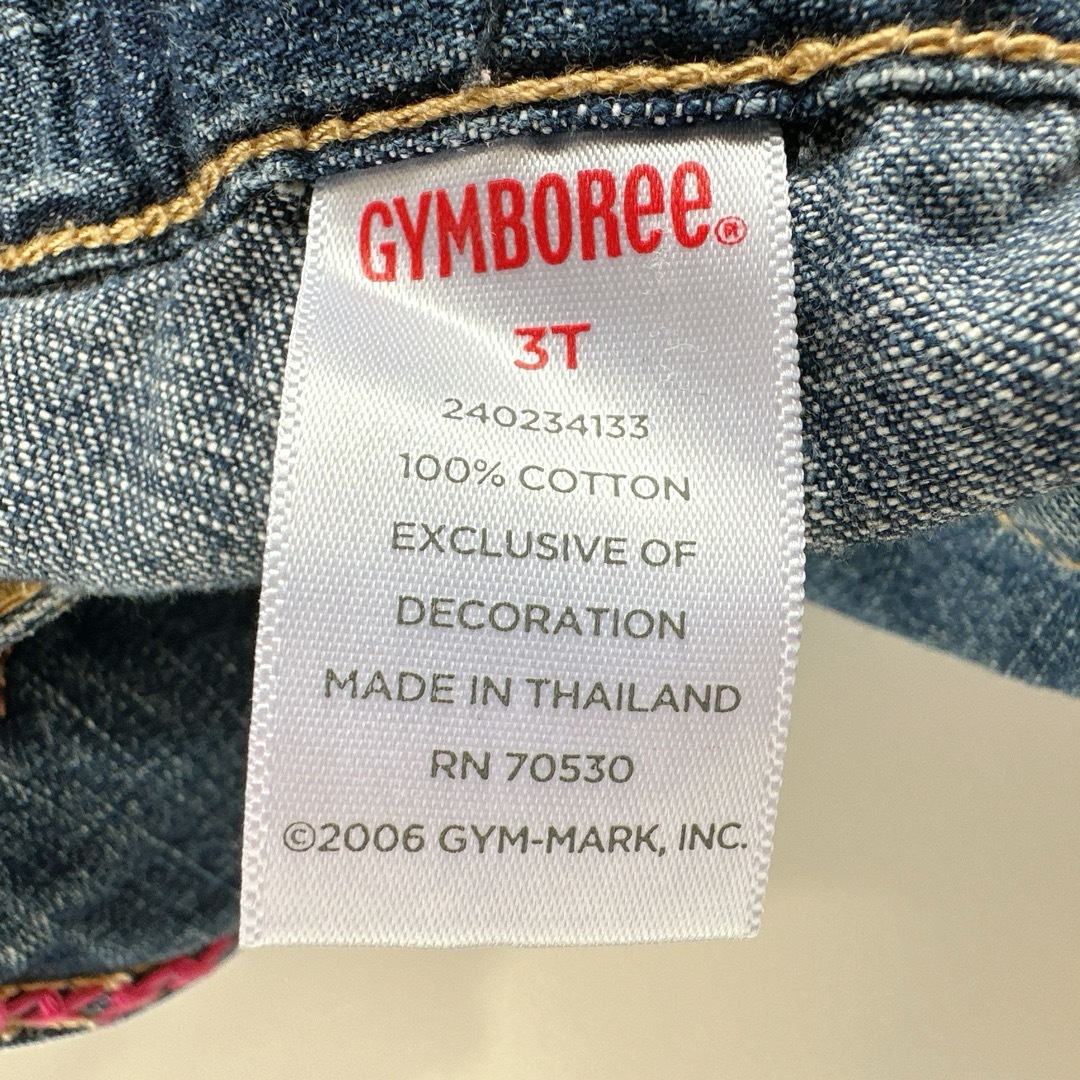 GYMBOREE®
3T
240234133
100% COTTON
EXCLUSIVE OF
DECORATION
MADE IN THAILAND
RN 70530
©2006 GYM-MARK, INC.